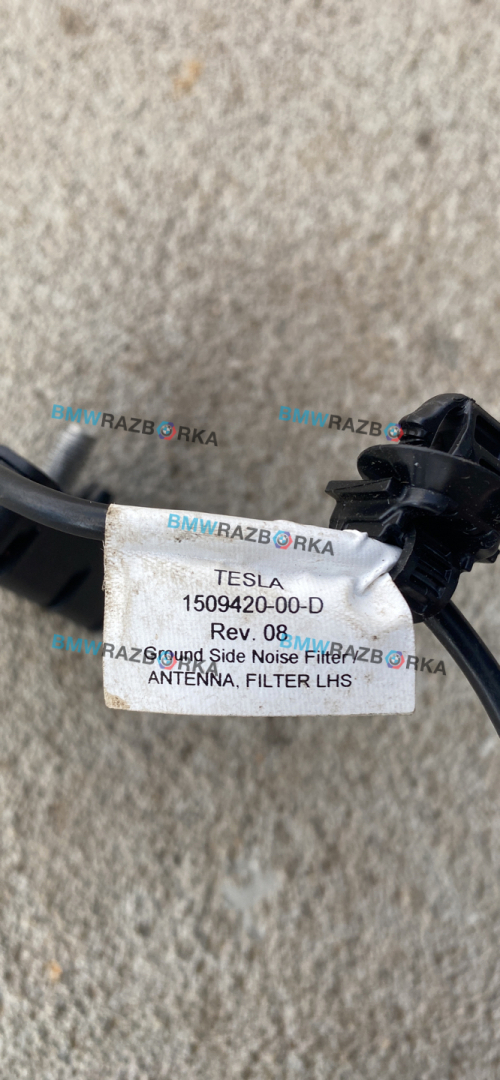 BMWRAZBORKA
BMWRAZBORKA
BMWRAZBORKA
TESLA
1509420-00-D
Rev. 08
Ground Side Noise Filter /
ANTENNA, FILTER LHS
BMWRAZBORKA
BMWRAZBORKA